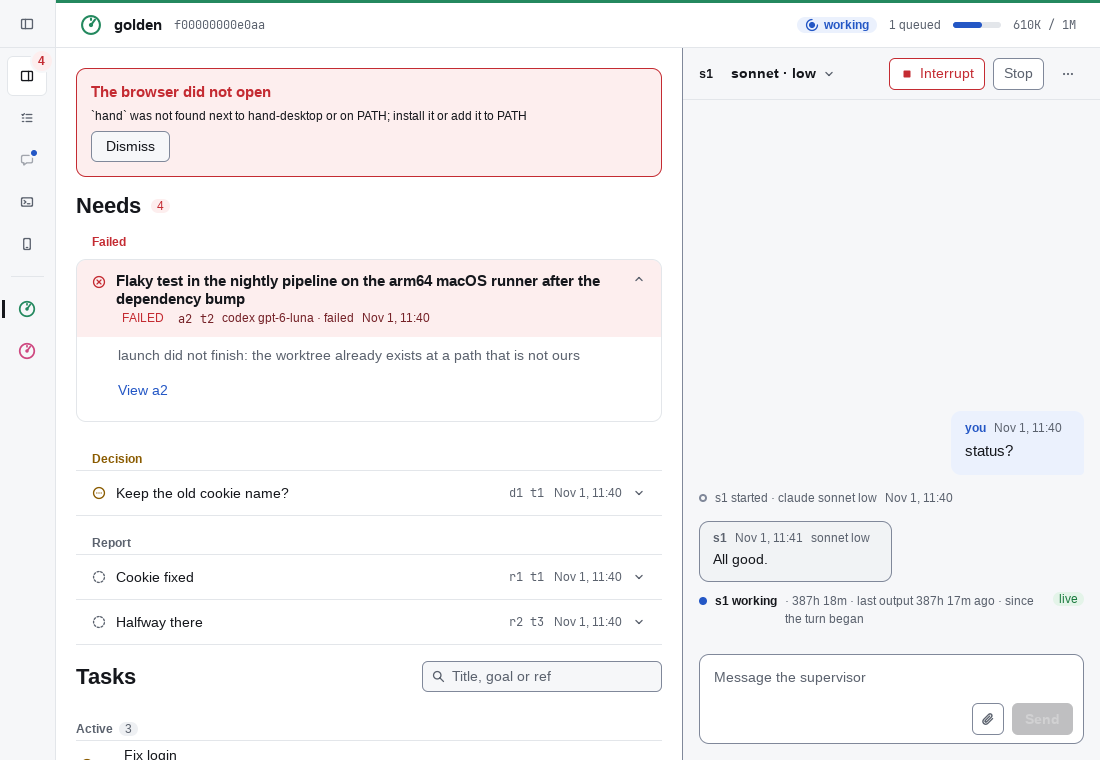 golden f00000000e0aa
working 1 queued 610K / 1M
4
The browser did not open
`hand` was not found next to hand-desktop or on PATH; install it or add it to PATH
Dismiss
Needs 4
Failed
Flaky test in the nightly pipeline on the arm64 macOS runner after the
dependency bump
FAILED a2 t2 codex gpt-6-luna · failed Nov 1, 11:40
launch did not finish: the worktree already exists at a path that is not ours
View a2
Decision
Keep the old cookie name? d1 t1 Nov 1, 11:40
Report
Cookie fixed r1 t1 Nov 1, 11:40
Halfway there r2 t3 Nov 1, 11:40
Tasks
Title, goal or ref
Active 3
Fix login
s1 sonnet · low
Interrupt
Stop
you Nov 1, 11:40
status?
s1 started · claude sonnet low Nov 1, 11:40
s1 Nov 1, 11:41 sonnet low
All good.
s1 working · 387h 18m · last output 387h 17m ago · since
the turn began
live
Message the supervisor
Send